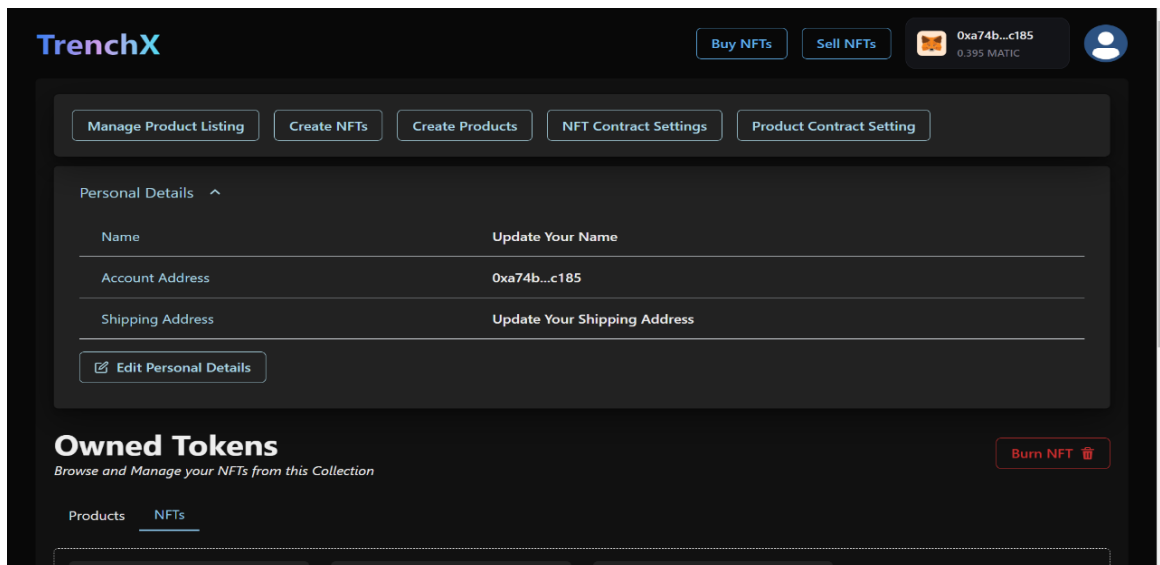 TrenchX
Buy NFTs
Sell NFTs
0xa74b...c185
0.395 MATIC
Manage Product Listing
Create NFTs
Create Products
NFT Contract Settings
Product Contract Setting
Personal Details
Name Update Your Name
Account Address 0xa74b...c185
Shipping Address Update Your Shipping Address
Edit Personal Details
Owned Tokens
Browse and Manage your NFTs from this Collection
Burn NFT
Products
NFTs